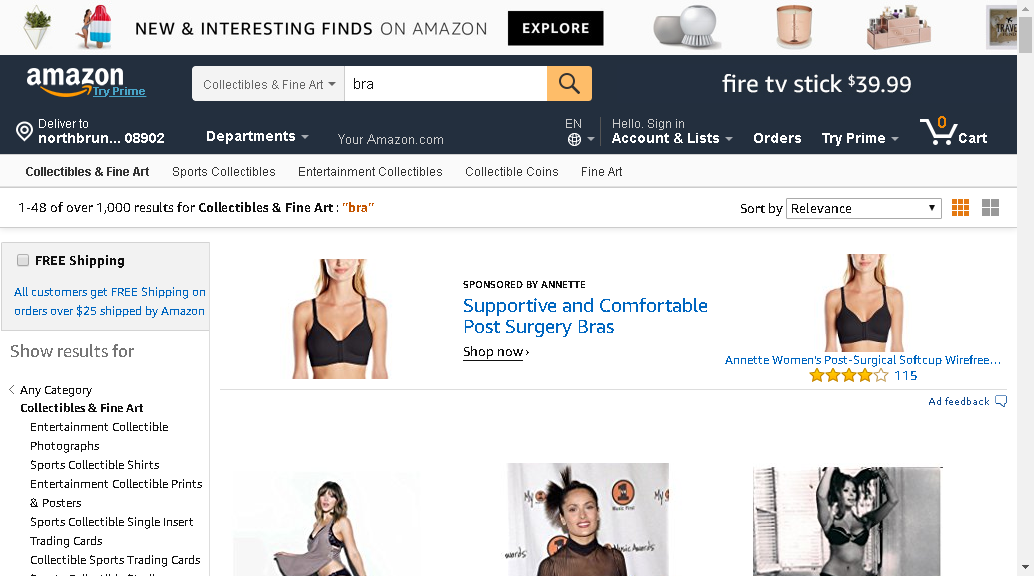 NEW & INTERESTING FINDS ON AMAZON EXPLORE
amazon
Try Prime
Collectibles & Fine Art
bra
fire tv stick $39.99
Deliver to
northbrun... 08902
Departments
Your Amazon.com
EN
Hello. Sign in
Account & Lists
Orders
Try Prime
0
Cart
Collectibles & Fine Art Sports Collectibles Entertainment Collectibles Collectible Coins Fine Art
1-48 of over 1,000 results for Collectibles & Fine Art : "bra"
Sort by Relevance
FREE Shipping
All customers get FREE Shipping on
orders over $25 shipped by Amazon
Show results for
Any Category
Collectibles & Fine Art
Entertainment Collectible
Photographs
Sports Collectible Shirts
Entertainment Collectible Prints
& Posters
Sports Collectible Single Insert
Trading Cards
Collectible Sports Trading Cards
SPONSORED BY ANNETTE
Supportive and Comfortable
Post Surgery Bras
Shop now ›
Annette Women's Post-Surgical Softcup Wirefree...
115
Ad feedback